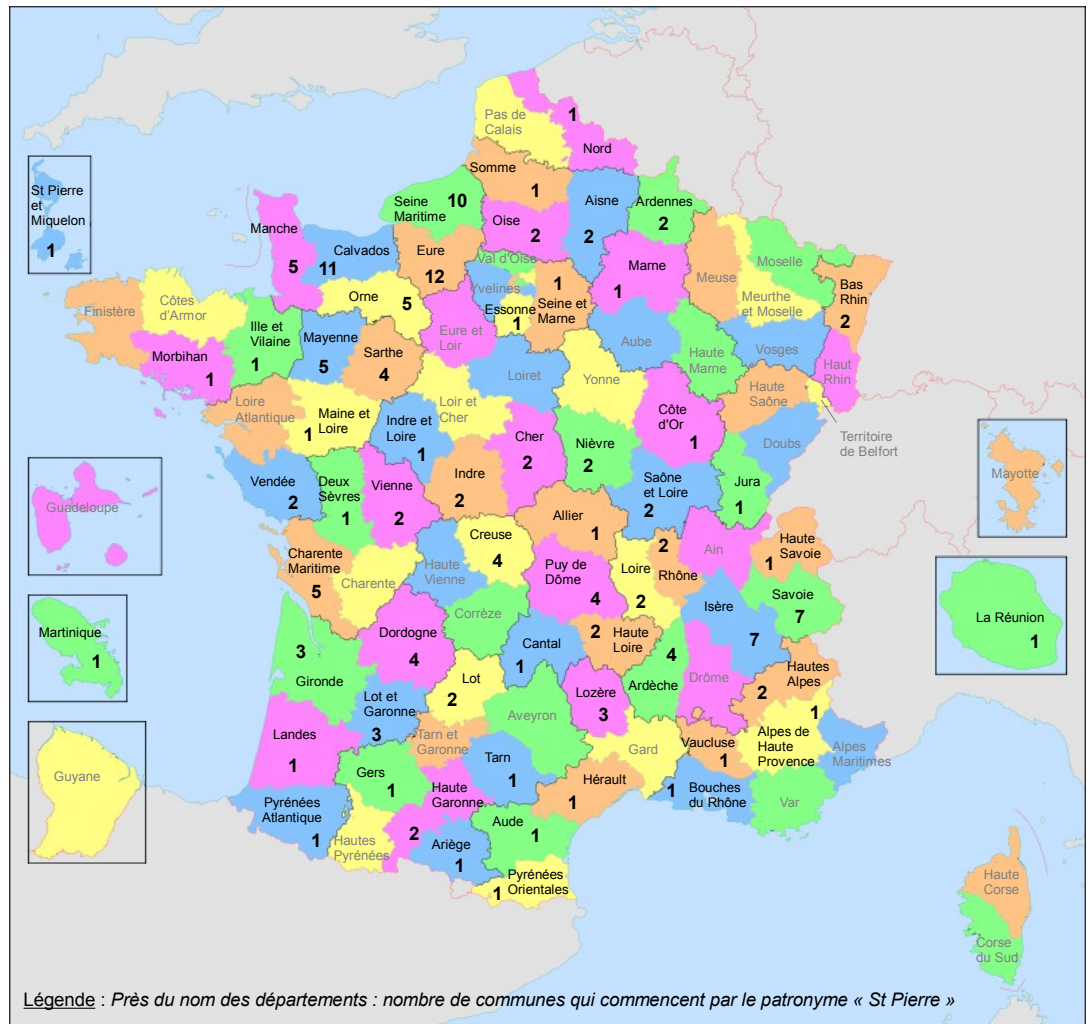 Pas de
Calais
1
Nord
Somme
1
St Pierre
et
Miquelon
1
Seine
Maritime
10
Oise
2
Aisne
2
Ardennes
2
Manche
5
Calvados
11
Eure
12
Val d'Oise
Yvelines
Essonne
1
1
Seine et
Marne
Marne
1
Meuse
Moselle
Meurthe
et Moselle
Bas
Rhin
2
Finistère
Côtes
d'Armor
Orne
5
Eure et
Loir
Ille et
Vilaine
1
Mayenne
5
Sarthe
4
Morbihan
1
Aube
Haute
Marne
Vosges
Haut
Rhin
Loiret
Yonne
Loire
Atlantique
Maine et
Loire
1
Indre et
Loire
1
Loir et
Cher
Cher
2
Nièvre
2
Côte
d'Or
1
Haute
Saône
Doubs
Territoire
de Belfort
Mayotte
Guadeloupe
Vendée
2
Deux
Sèvres
1
Vienne
2
Indre
2
Saône
et Loire
2
Jura
1
Charente
Maritime
5
Charente
Haute
Vienne
Creuse
4
Allier
1
Puy de
Dôme
4
Loire
2
2
Rhône
Ain
Haute
Savoie
1
Savoie
7
Isère
7
La Réunion
1
Martinique
1
3
Gironde
Dordogne
4
Corrèze
Cantal
1
2
Haute
Loire
4
Ardèche
Drôme
Hautes
Alpes
2
Lot et
Garonne
3
Lot
2
Aveyron
Lozère
3
Guyane
Landes
1
Tarn et
Garonne
Tarn
1
Gard
Vaucluse
1
1
Alpes de
Haute
Provence
Alpes
Maritimes
Gers
1
Haute
Garonne
2
Hérault
1
1
Bouches
du Rhône
Var
Pyrénées
Atlantique
1
Hautes
Pyrénées
Ariège
1
Aude
1
1
Pyrénées
Orientales
Haute
Corse
Corse
du Sud
Légende : Près du nom des départements : nombre de communes qui commencent par le patronyme « St Pierre »